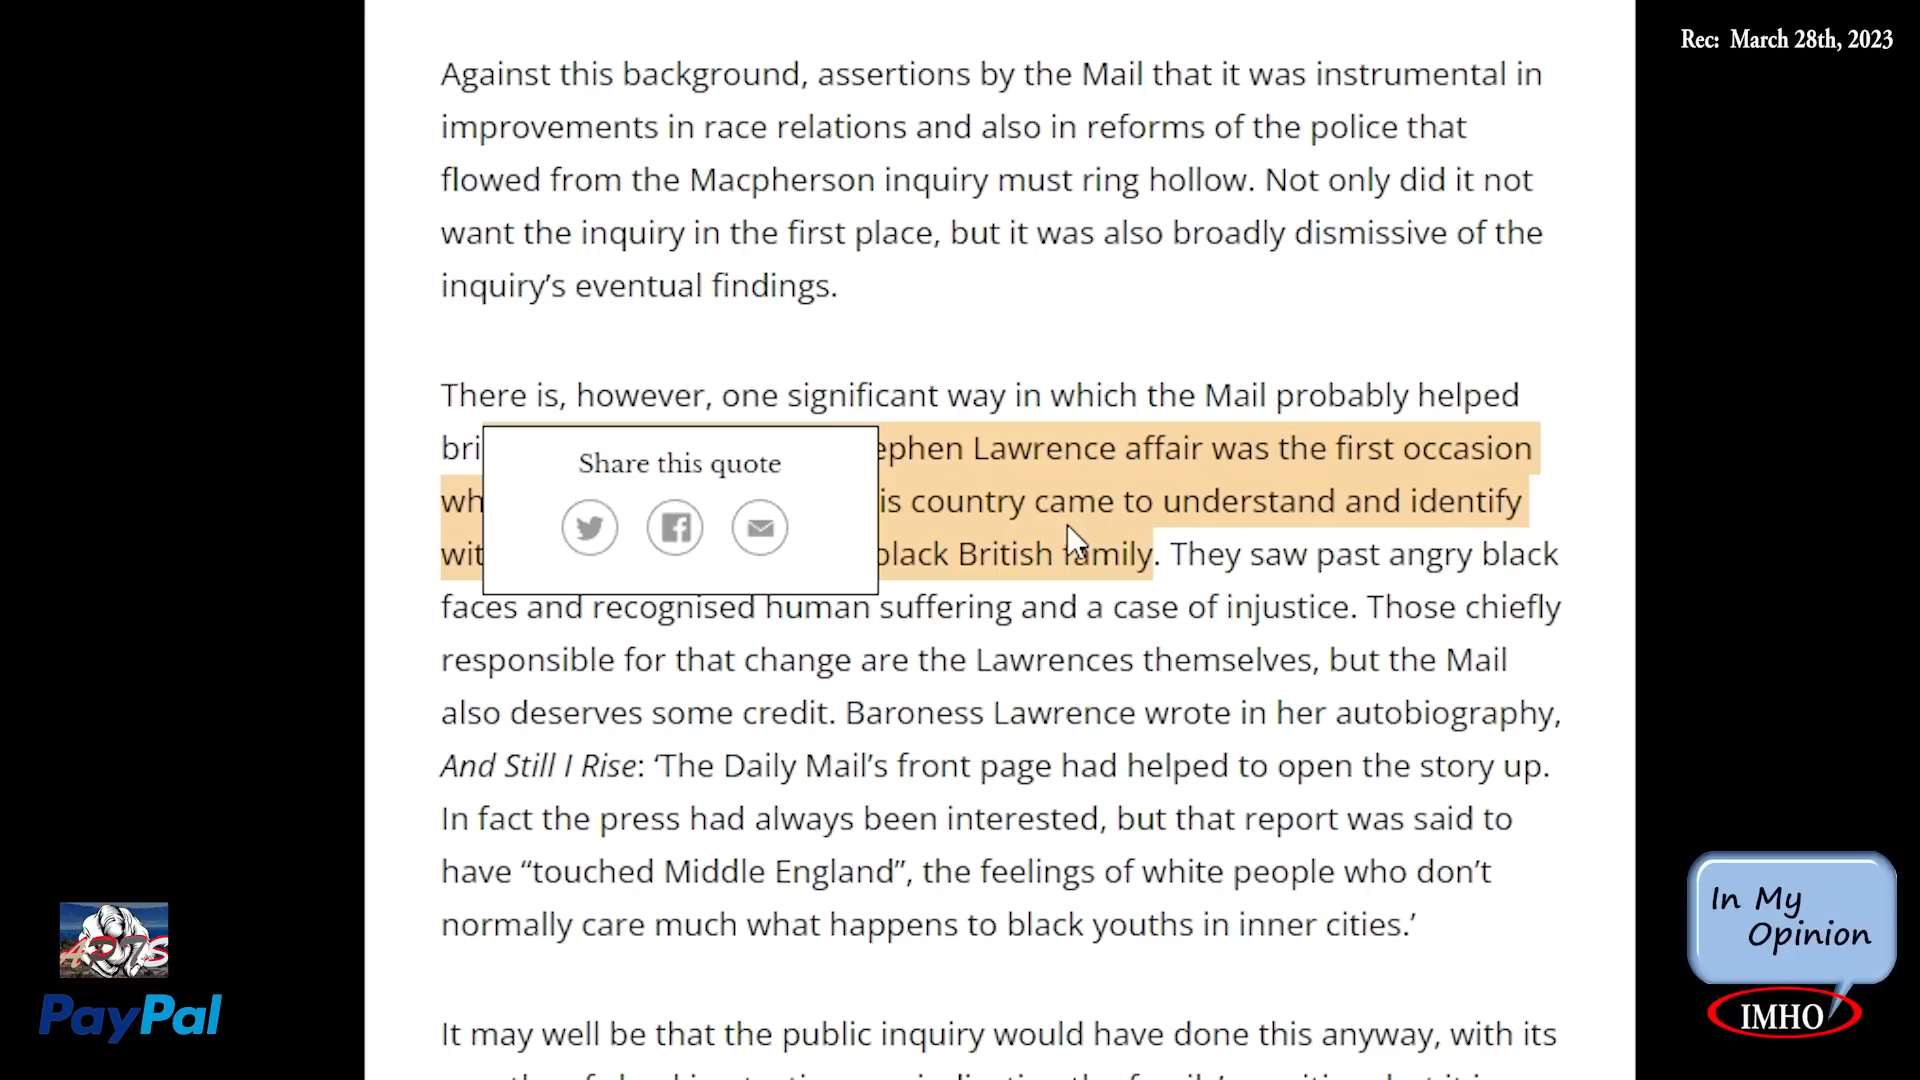 Rec: March 28th, 2023
Against this background, assertions by the Mail that it was instrumental in
improvements in race relations and also in reforms of the police that
flowed from the Macpherson inquiry must ring hollow. Not only did it not
want the inquiry in the first place, but it was also broadly dismissive of the
inquiry’s eventual findings.
There is, however, one significant way in which the Mail probably helped
bri ephen Lawrence affair was the first occasion
wh is country came to understand and identify
wit black British family. They saw past angry black
Share this quote
faces and recognised human suffering and a case of injustice. Those chiefly
responsible for that change are the Lawrences themselves, but the Mail
also deserves some credit. Baroness Lawrence wrote in her autobiography,
And Still I Rise: ‘The Daily Mail’s front page had helped to open the story up.
In fact the press had always been interested, but that report was said to
have “touched Middle England”, the feelings of white people who don’t
normally care much what happens to black youths in inner cities.’
It may well be that the public inquiry would have done this anyway, with its
PayPal
In My
Opinion
IMHO